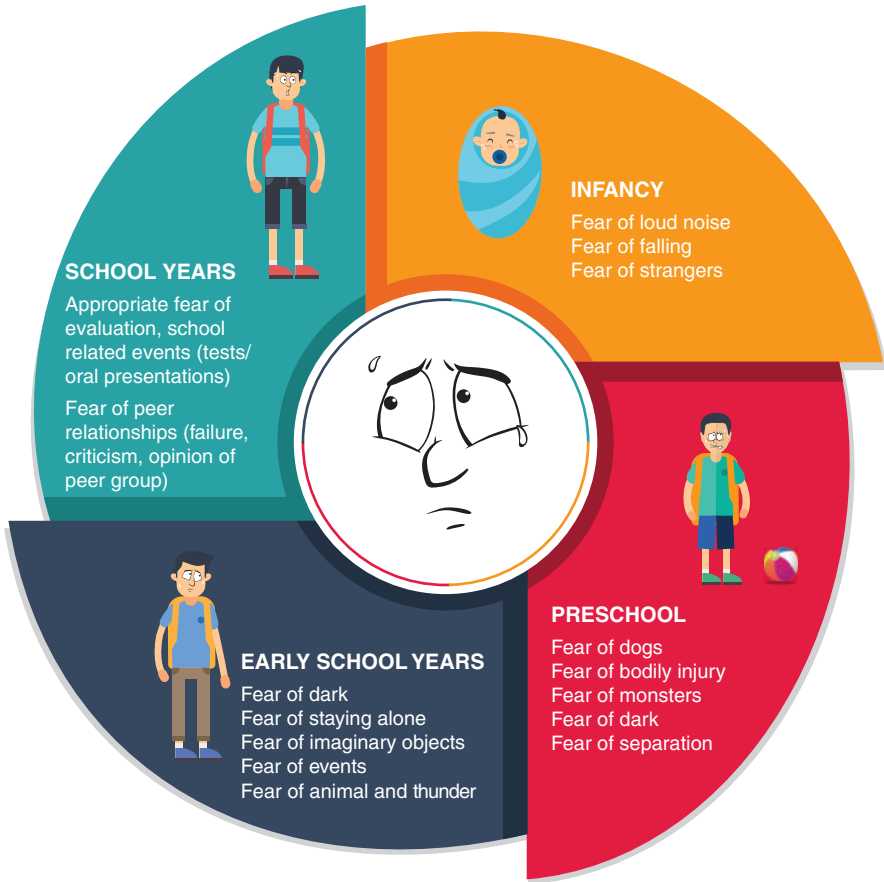 INFANCY
Fear of loud noise
Fear of falling
Fear of strangers
PRESCHOOL
Fear of dogs
Fear of bodily injury
Fear of monsters
Fear of dark
Fear of separation
EARLY SCHOOL YEARS
Fear of dark
Fear of staying alone
Fear of imaginary objects
Fear of events
Fear of animal and thunder
SCHOOL YEARS
Appropriate fear of
evaluation, school
related events (tests/
oral presentations)
Fear of peer
relationships (failure,
criticism, opinion of
peer group)